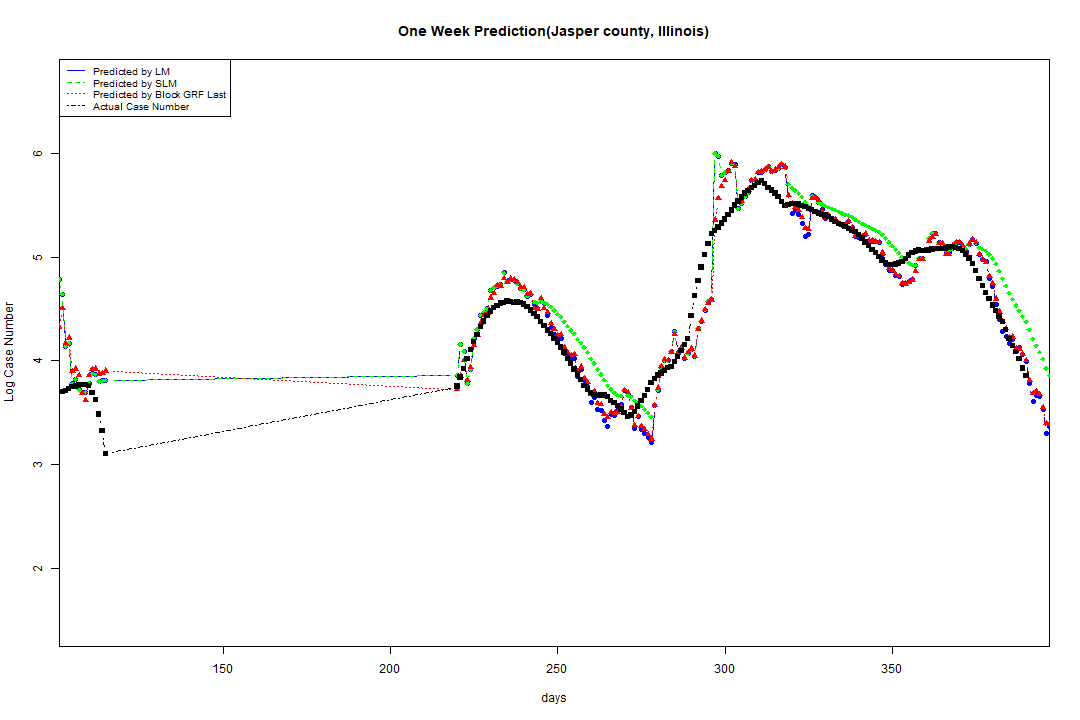 One Week Prediction(Jasper county, Illinois)
Predicted by LM
Predicted by SLM
Predicted by Block GRF Last
Actual Case Number
Log Case Number
6
5
4
3
2
150 200 250 300 350
days